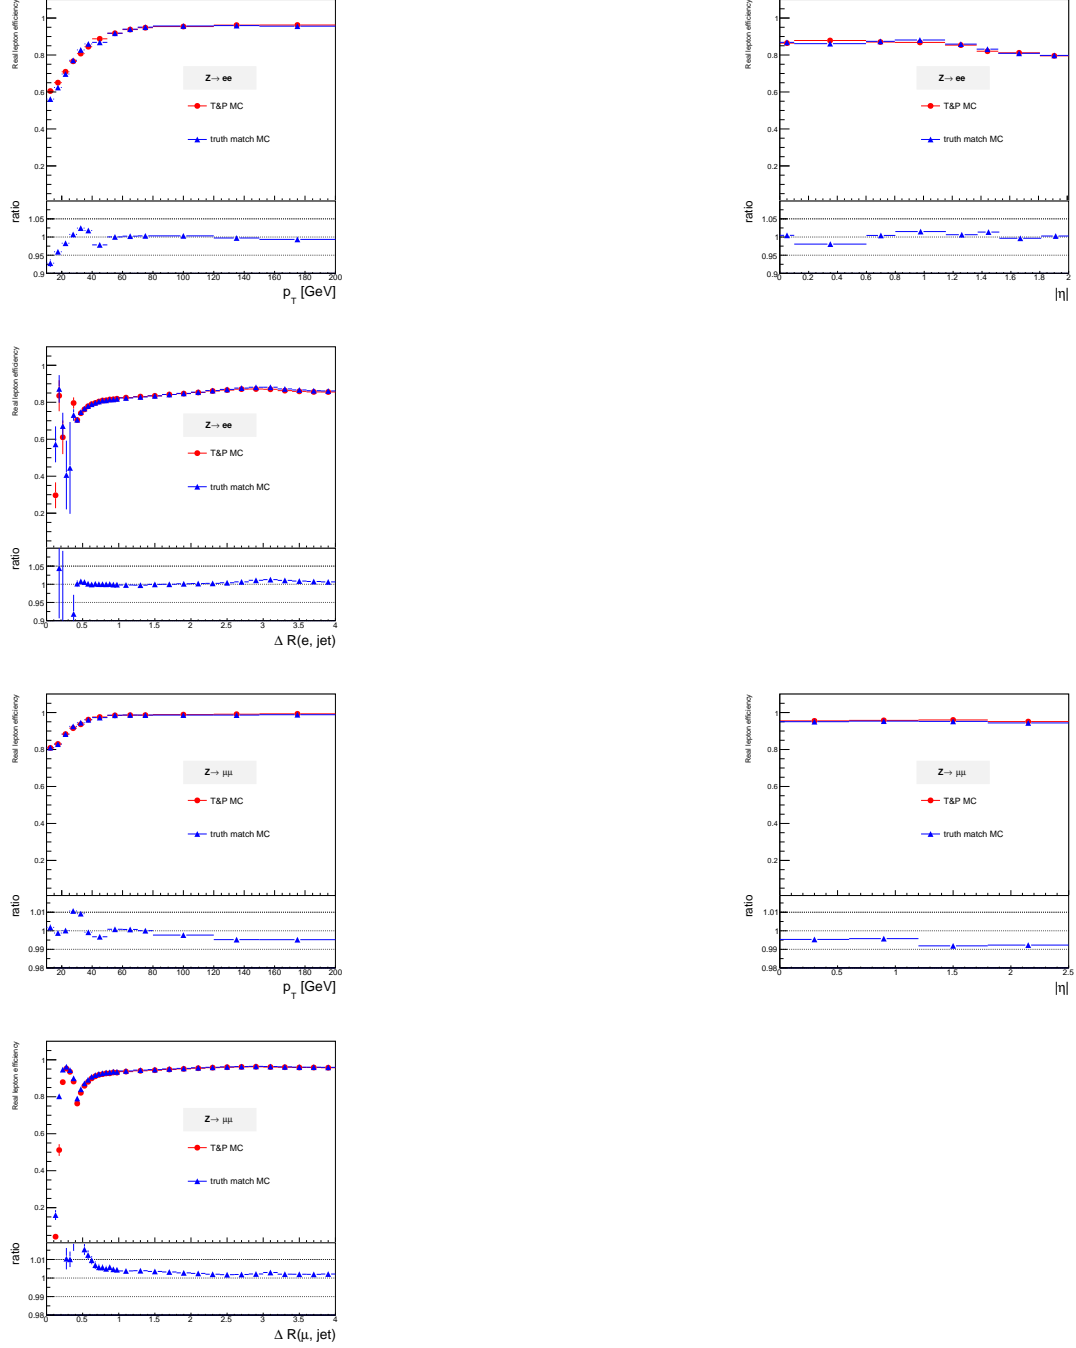 Real lepton efficiency
1
0.8
0.6
0.4
0.2
Z→ ee
T&P MC
truth match MC
ratio
1.05
1
0.95
0.9
20 40 60 80 100 120 140 160 180 200
p_T [GeV]
Real lepton efficiency
1
0.8
0.6
0.4
0.2
Z→ ee
T&P MC
truth match MC
ratio
1.05
1
0.95
0.9
0 0.2 0.4 0.6 0.8 1 1.2 1.4 1.6 1.8 2
|η|
Real lepton efficiency
1
0.8
0.6
0.4
0.2
Z→ ee
T&P MC
truth match MC
ratio
1.05
1
0.95
0.9
0 0.5 1 1.5 2 2.5 3 3.5 4
Δ R(e, jet)
Real lepton efficiency
1
0.8
0.6
0.4
0.2
Z→ μμ
T&P MC
truth match MC
ratio
1.01
1
0.99
0.98
20 40 60 80 100 120 140 160 180 200
p_T [GeV]
Real lepton efficiency
1
0.8
0.6
0.4
0.2
Z→ μμ
T&P MC
truth match MC
ratio
1.01
1
0.99
0.98
0 0.5 1 1.5 2 2.5
|η|
Real lepton efficiency
1
0.8
0.6
0.4
0.2
Z→ μμ
T&P MC
truth match MC
ratio
1.01
1
0.99
0.98
0 0.5 1 1.5 2 2.5 3 3.5 4
Δ R(μ, jet)